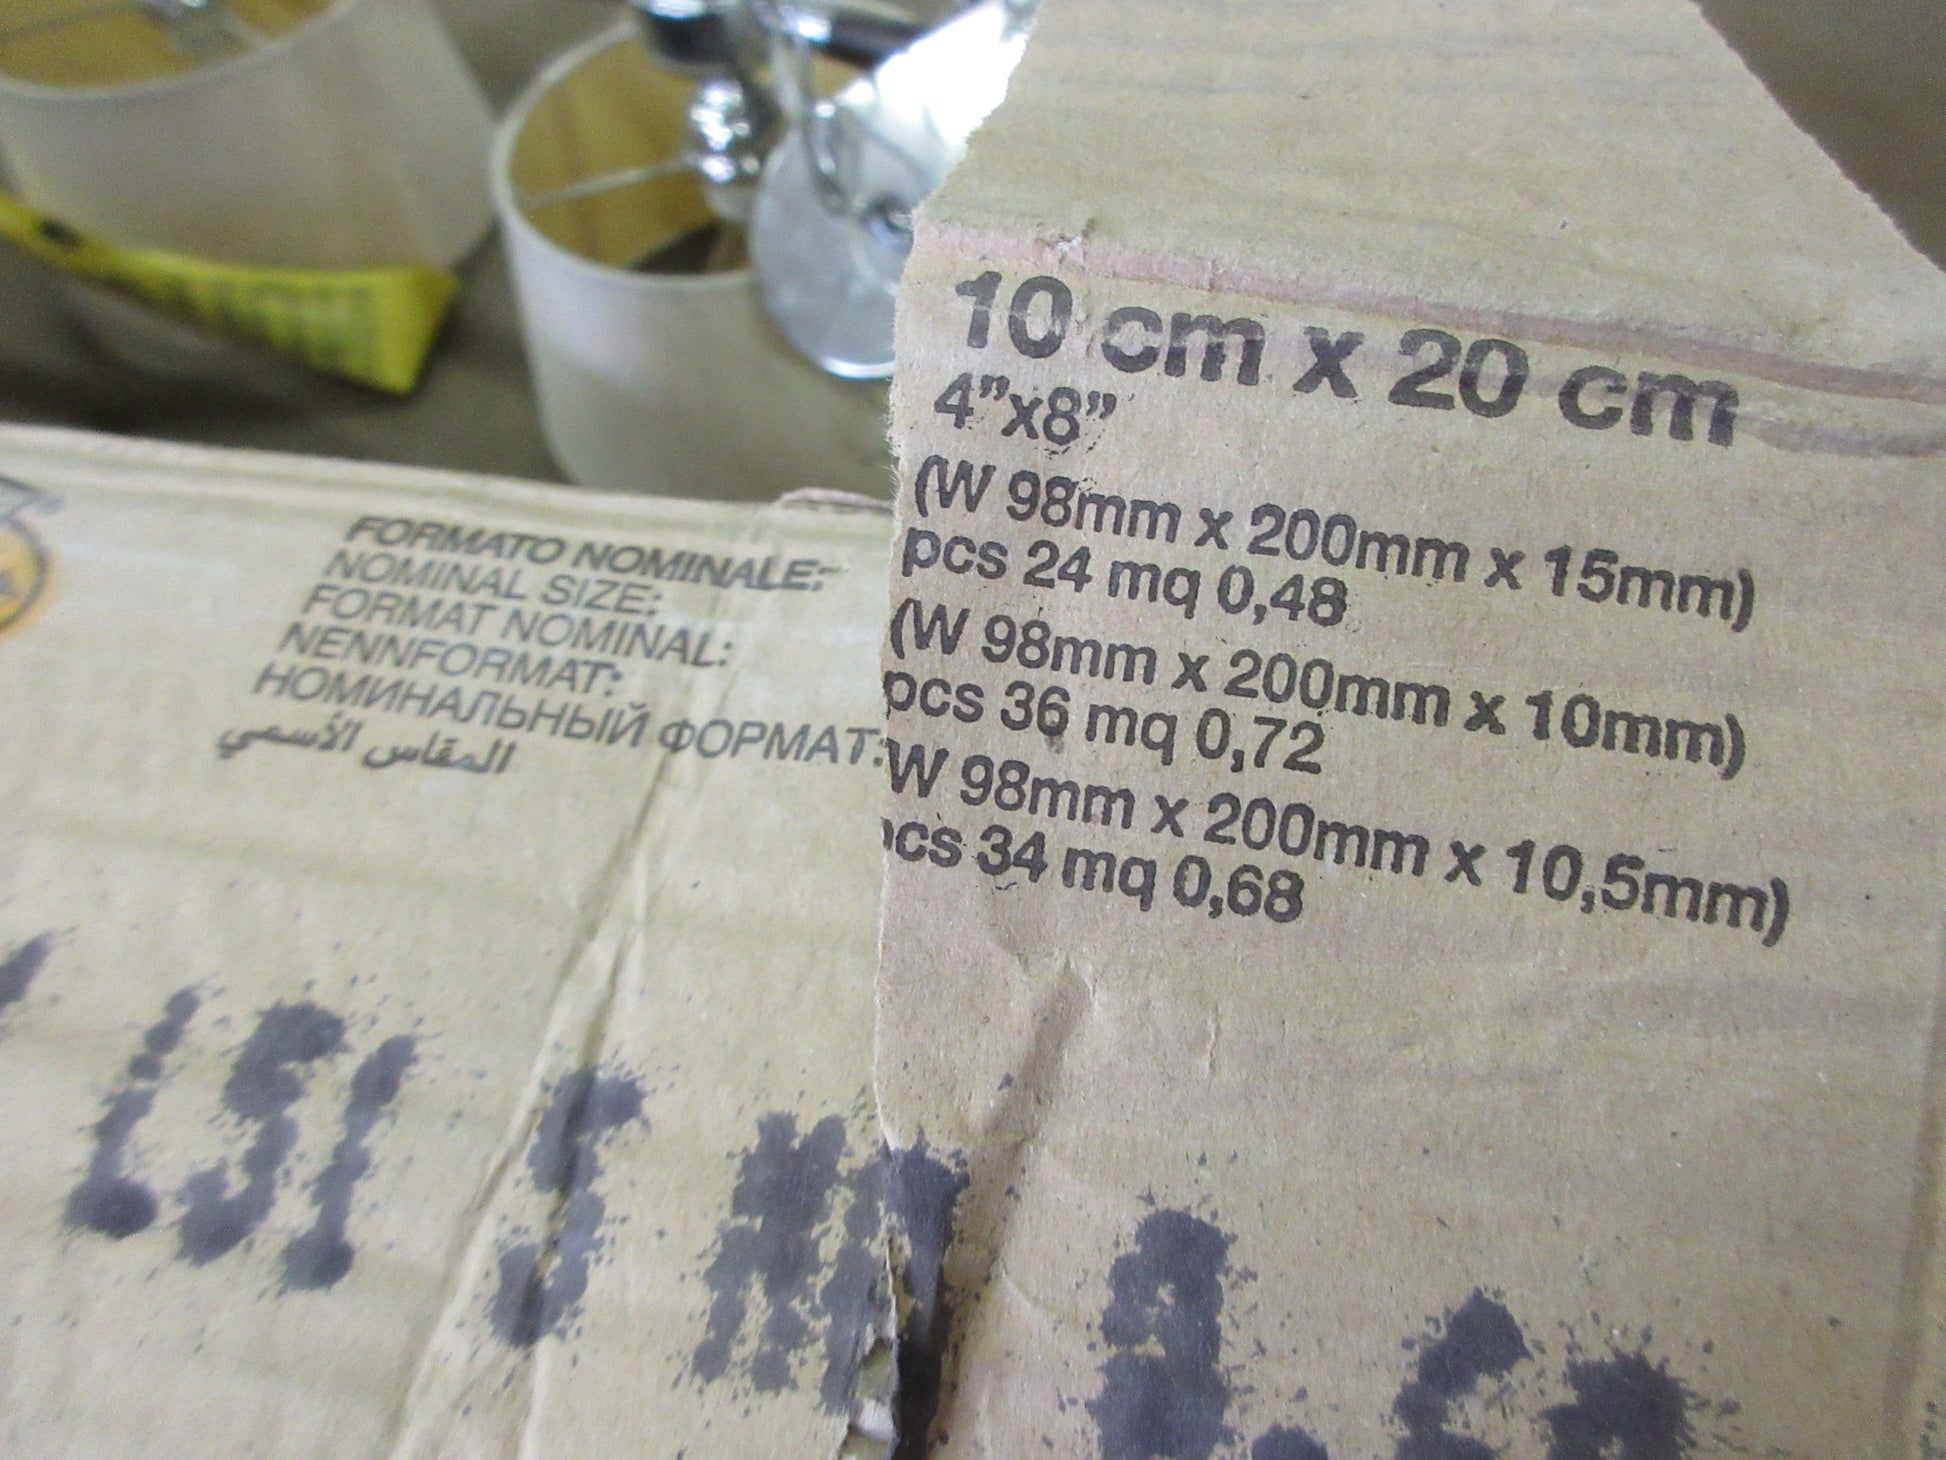 FORMATO NOMINALE:
NOMINAL SIZE:
FORMAT NOMINAL:
NENNFORMAT:
НОМИНАЛЬНЫЙ ФОРМАТ:
المقاس الأسمي
10 cm x 20 cm
4”x8”
(W 98mm x 200mm x 15mm)
pcs 24 mq 0,48
(W 98mm x 200mm x 10mm)
pcs 36 mq 0,72
W 98mm x 200mm x 10,5mm)
pcs 34 mq 0,68